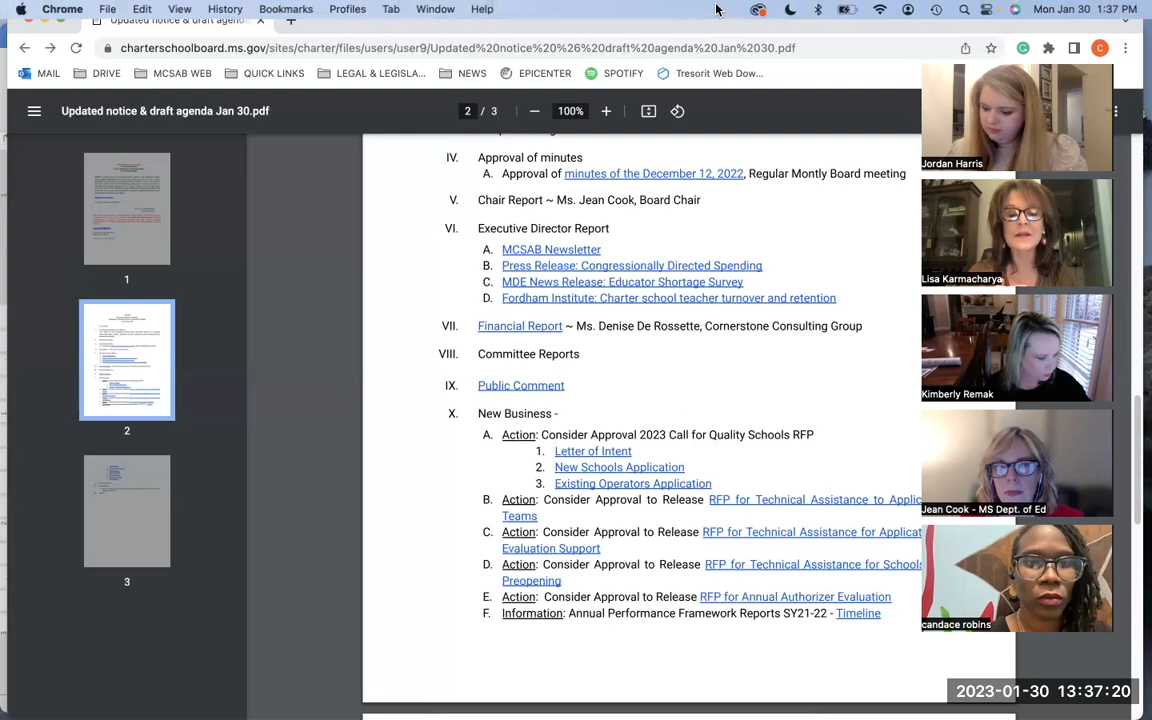 Chrome File Edit View History Bookmarks Profiles Tab Window Help Mon Jan 30 1:37 PM
Updated notice & draft agenda
charterschoolboard.ms.gov/sites/charter/files/users/user9/Updated%20notice%20%26%20draft%20agenda%20Jan%2030.pdf
MAIL DRIVE MCSAB WEB QUICK LINKS LEGAL & LEGISLA... NEWS EPICENTER SPOTIFY Tresorit Web Dow...
Updated notice & draft agenda Jan 30.pdf 2 / 3 100%
IV. Approval of minutes
A. Approval of minutes of the December 12, 2022, Regular Montly Board meeting
V. Chair Report ~ Ms. Jean Cook, Board Chair
VI. Executive Director Report
A. MCSAB Newsletter
B. Press Release: Congressionally Directed Spending
C. MDE News Release: Educator Shortage Survey
D. Fordham Institute: Charter school teacher turnover and retention
VII. Financial Report ~ Ms. Denise De Rossette, Cornerstone Consulting Group
VIII. Committee Reports
IX. Public Comment
X. New Business -
A. Action: Consider Approval 2023 Call for Quality Schools RFP
1. Letter of Intent
2. New Schools Application
3. Existing Operators Application
B. Action: Consider Approval to Release RFP for Technical Assistance to Applic
Teams
C. Action: Consider Approval to Release RFP for Technical Assistance for Applicat
Evaluation Support
D. Action: Consider Approval to Release RFP for Technical Assistance for Schools
Preopening
E. Action: Consider Approval to Release RFP for Annual Authorizer Evaluation
F. Information: Annual Performance Framework Reports SY21-22 - Timeline
1
2
3
Jordan Harris
Lisa Karmacharya
Kimberly Remak
Jean Cook - MS Dept. of Ed
candace robins
2023-01-30 13:37:20